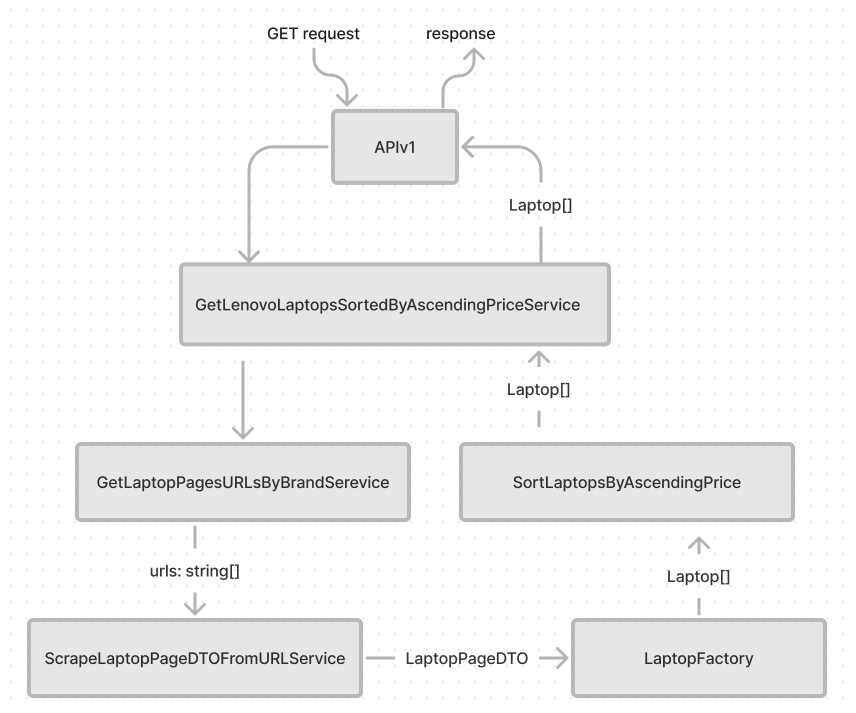 GET request
response
APIv1
Laptop[]
GetLenovoLaptopsSortedByAscendingPriceService
Laptop[]
GetLaptopPagesURLsByBrandSerevice
SortLaptopsByAscendingPrice
urls: string[]
Laptop[]
ScrapeLaptopPageDTOFromURLService
LaptopPageDTO
LaptopFactory